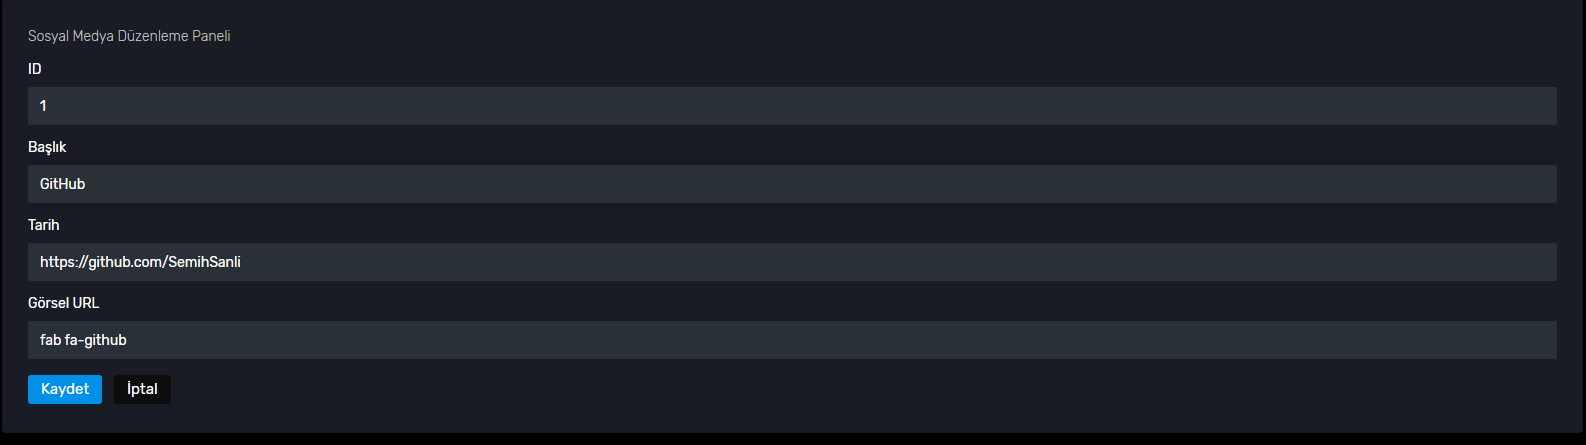 Sosyal Medya Düzenleme Paneli
ID
1
Başlık
GitHub
Tarih
https://github.com/SemihSanli
Görsel URL
fab fa-github
Kaydet İptal